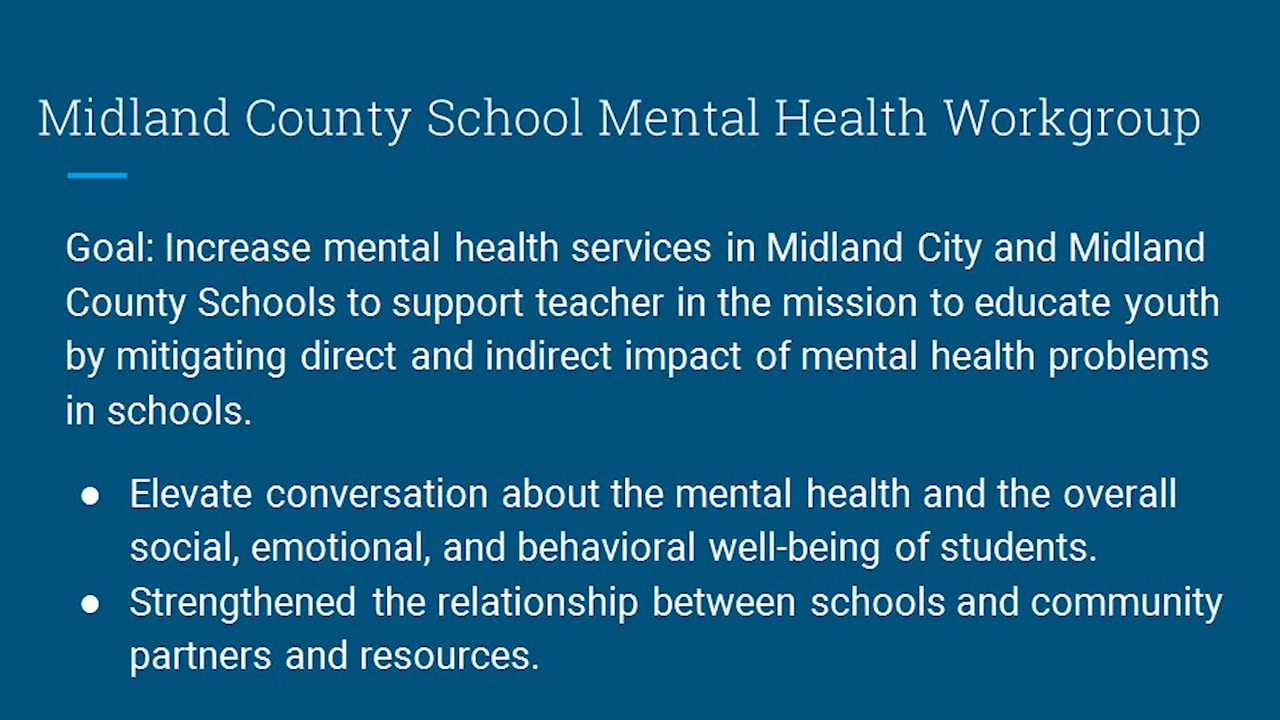 Midland County School Mental Health Workgroup
Goal: Increase mental health services in Midland City and Midland
County Schools to support teacher in the mission to educate youth
by mitigating direct and indirect impact of mental health problems
in schools.
● Elevate conversation about the mental health and the overall
social, emotional, and behavioral well-being of students.
● Strengthened the relationship between schools and community
partners and resources.